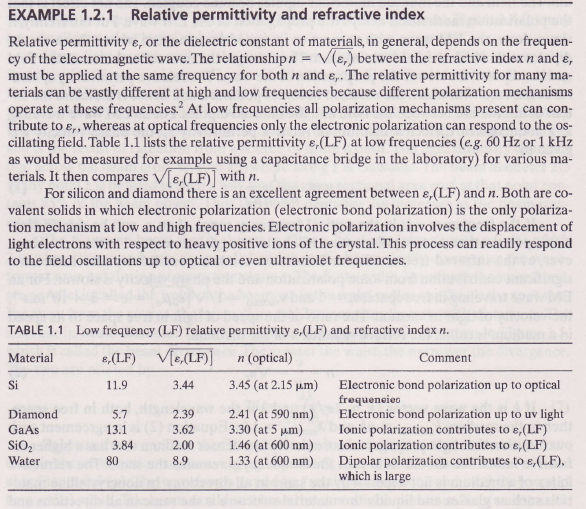 EXAMPLE 1.2.1 Relative permittivity and refractive index
Relative permittivity εr or the dielectric constant of materials, in general, depends on the frequen-
cy of the electromagnetic wave. The relationship n = √(εr) between the refractive index n and εr
must be applied at the same frequency for both n and εr. The relative permittivity for many ma-
terials can be vastly different at high and low frequencies because different polarization mechanisms
operate at these frequencies.² At low frequencies all polarization mechanisms present can con-
tribute to εr, whereas at optical frequencies only the electronic polarization can respond to the os-
cillating field. Table 1.1 lists the relative permittivity εr(LF) at low frequencies (e.g. 60 Hz or 1 kHz
as would be measured for example using a capacitance bridge in the laboratory) for various ma-
terials. It then compares √[εr(LF)] with n.
For silicon and diamond there is an excellent agreement between εr(LF) and n. Both are co-
valent solids in which electronic polarization (electronic bond polarization) is the only polariza-
tion mechanism at low and high frequencies. Electronic polarization involves the displacement of
light electrons with respect to heavy positive ions of the crystal. This process can readily respond
to the field oscillations up to optical or even ultraviolet frequencies.
TABLE 1.1 Low frequency (LF) relative permittivity εr(LF) and refractive index n.
Material εr(LF) √[εr(LF)] n (optical) Comment
Si 11.9 3.44 3.45 (at 2.15 μm) Electronic bond polarization up to optical
frequencies
Diamond 5.7 2.39 2.41 (at 590 nm) Electronic bond polarization up to uv light
GaAs 13.1 3.62 3.30 (at 5 μm) Ionic polarization contributes to εr(LF)
SiO₂ 3.84 2.00 1.46 (at 600 nm) Ionic polarization contributes to εr(LF)
Water 80 8.9 1.33 (at 600 nm) Dipolar polarization contributes to εr(LF),
which is large